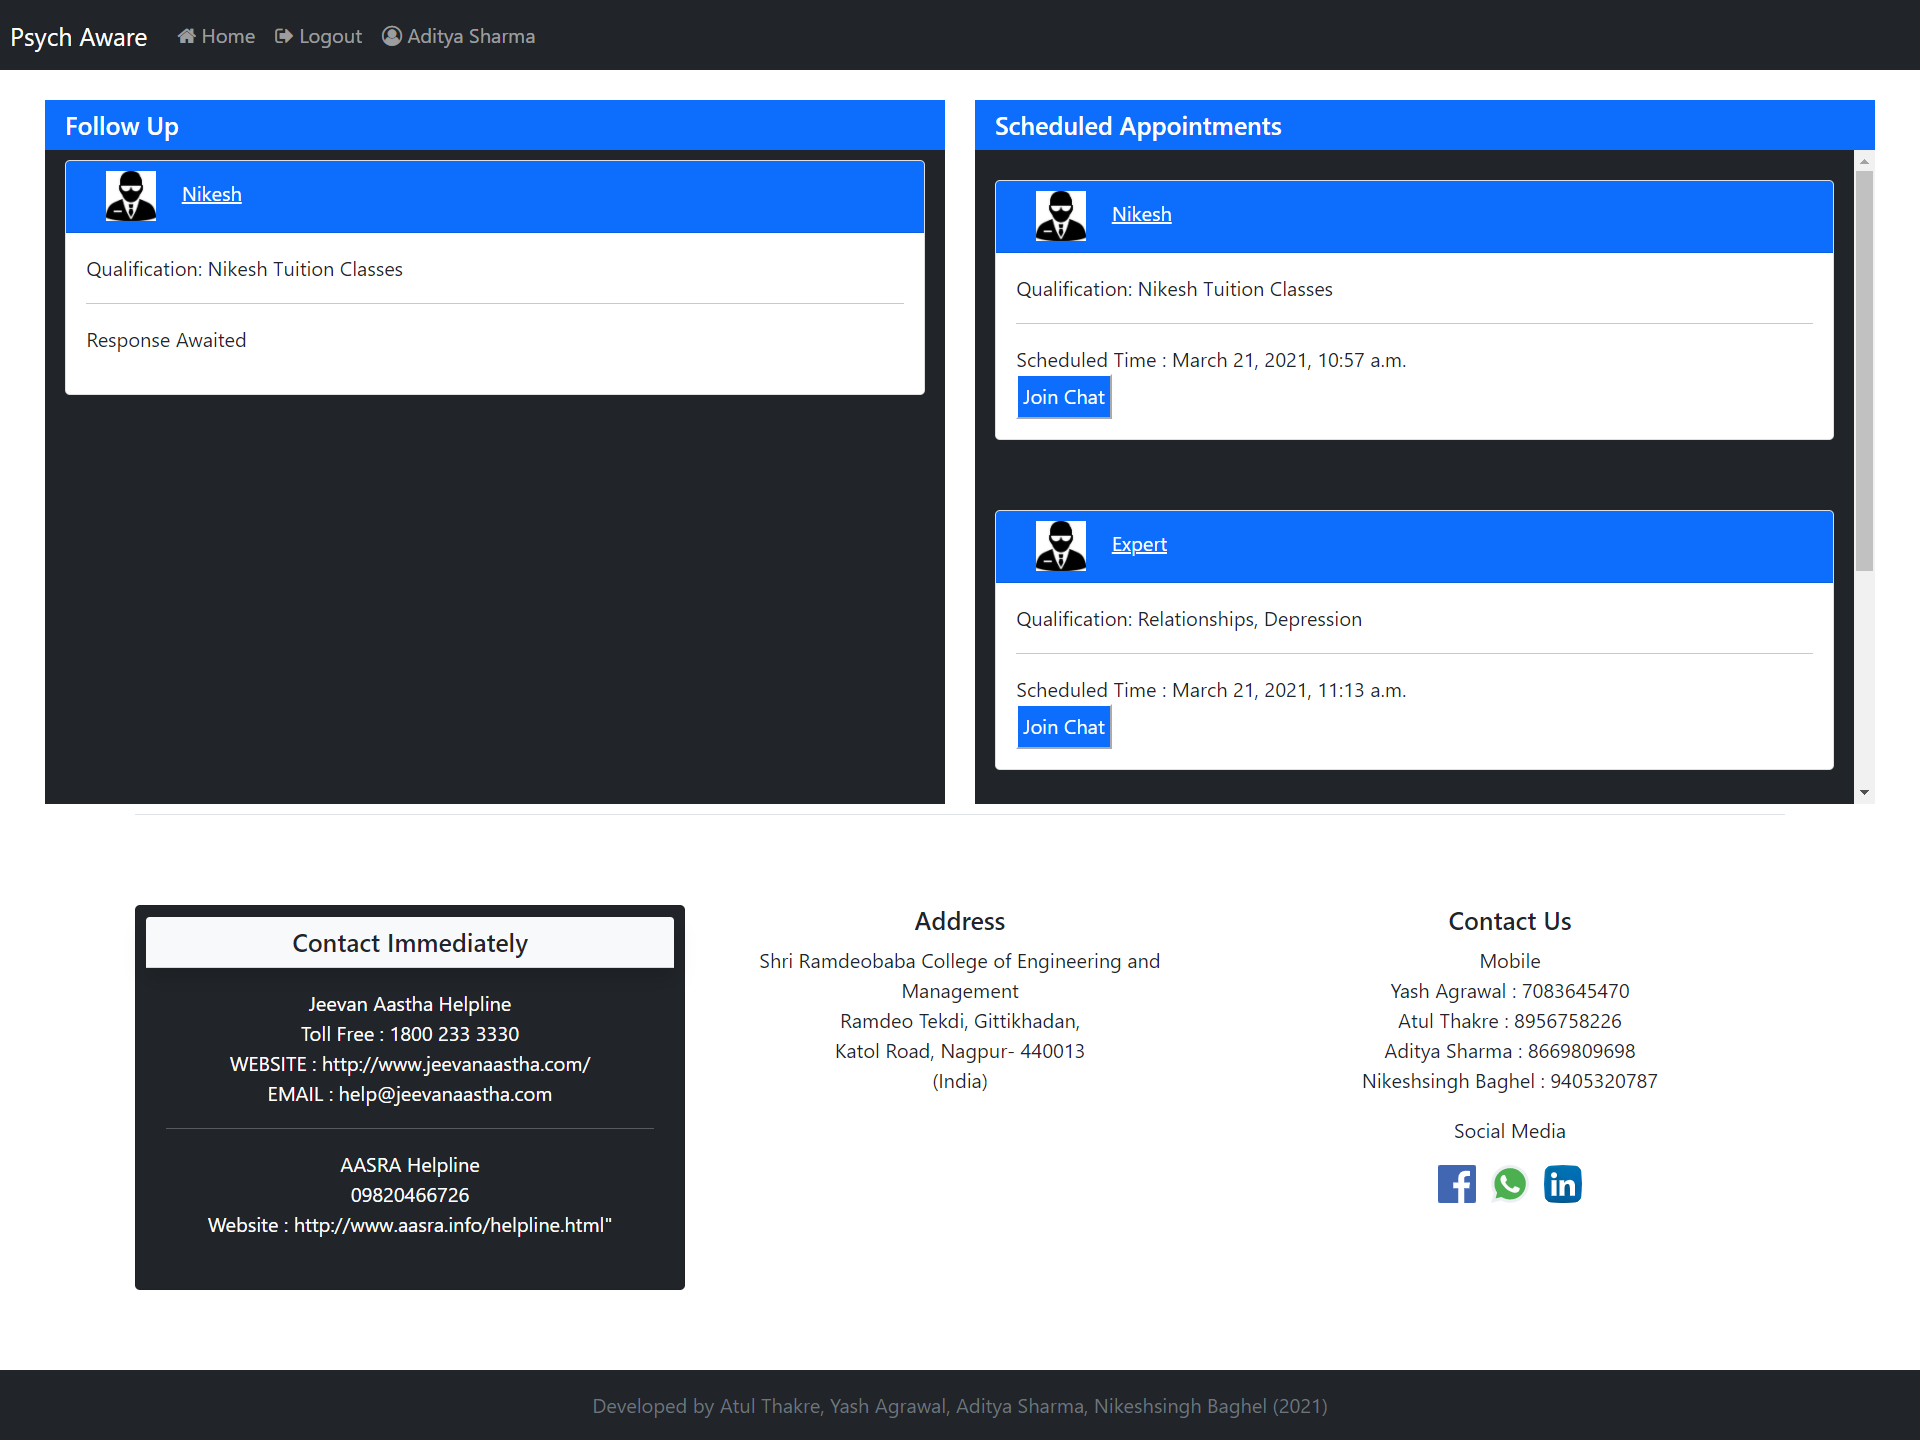 Psych Aware
Home
Logout
Aditya Sharma
Follow Up
Nikesh
Qualification: Nikesh Tuition Classes
Response Awaited
Scheduled Appointments
Nikesh
Qualification: Nikesh Tuition Classes
Scheduled Time : March 21, 2021, 10:57 a.m.
Join Chat
Expert
Qualification: Relationships, Depression
Scheduled Time : March 21, 2021, 11:13 a.m.
Join Chat
Contact Immediately
Jeevan Aastha Helpline
Toll Free : 1800 233 3330
WEBSITE : http://www.jeevanaastha.com/
EMAIL : help@jeevanaastha.com
AASRA Helpline
09820466726
Website : http://www.aasra.info/helpline.html"
Address
Shri Ramdeobaba College of Engineering and
Management
Ramdeo Tekdi, Gittikhadan,
Katol Road, Nagpur- 440013
(India)
Contact Us
Mobile
Yash Agrawal : 7083645470
Atul Thakre : 8956758226
Aditya Sharma : 8669809698
Nikeshsingh Baghel : 9405320787
Social Media
Developed by Atul Thakre, Yash Agrawal, Aditya Sharma, Nikeshsingh Baghel (2021)